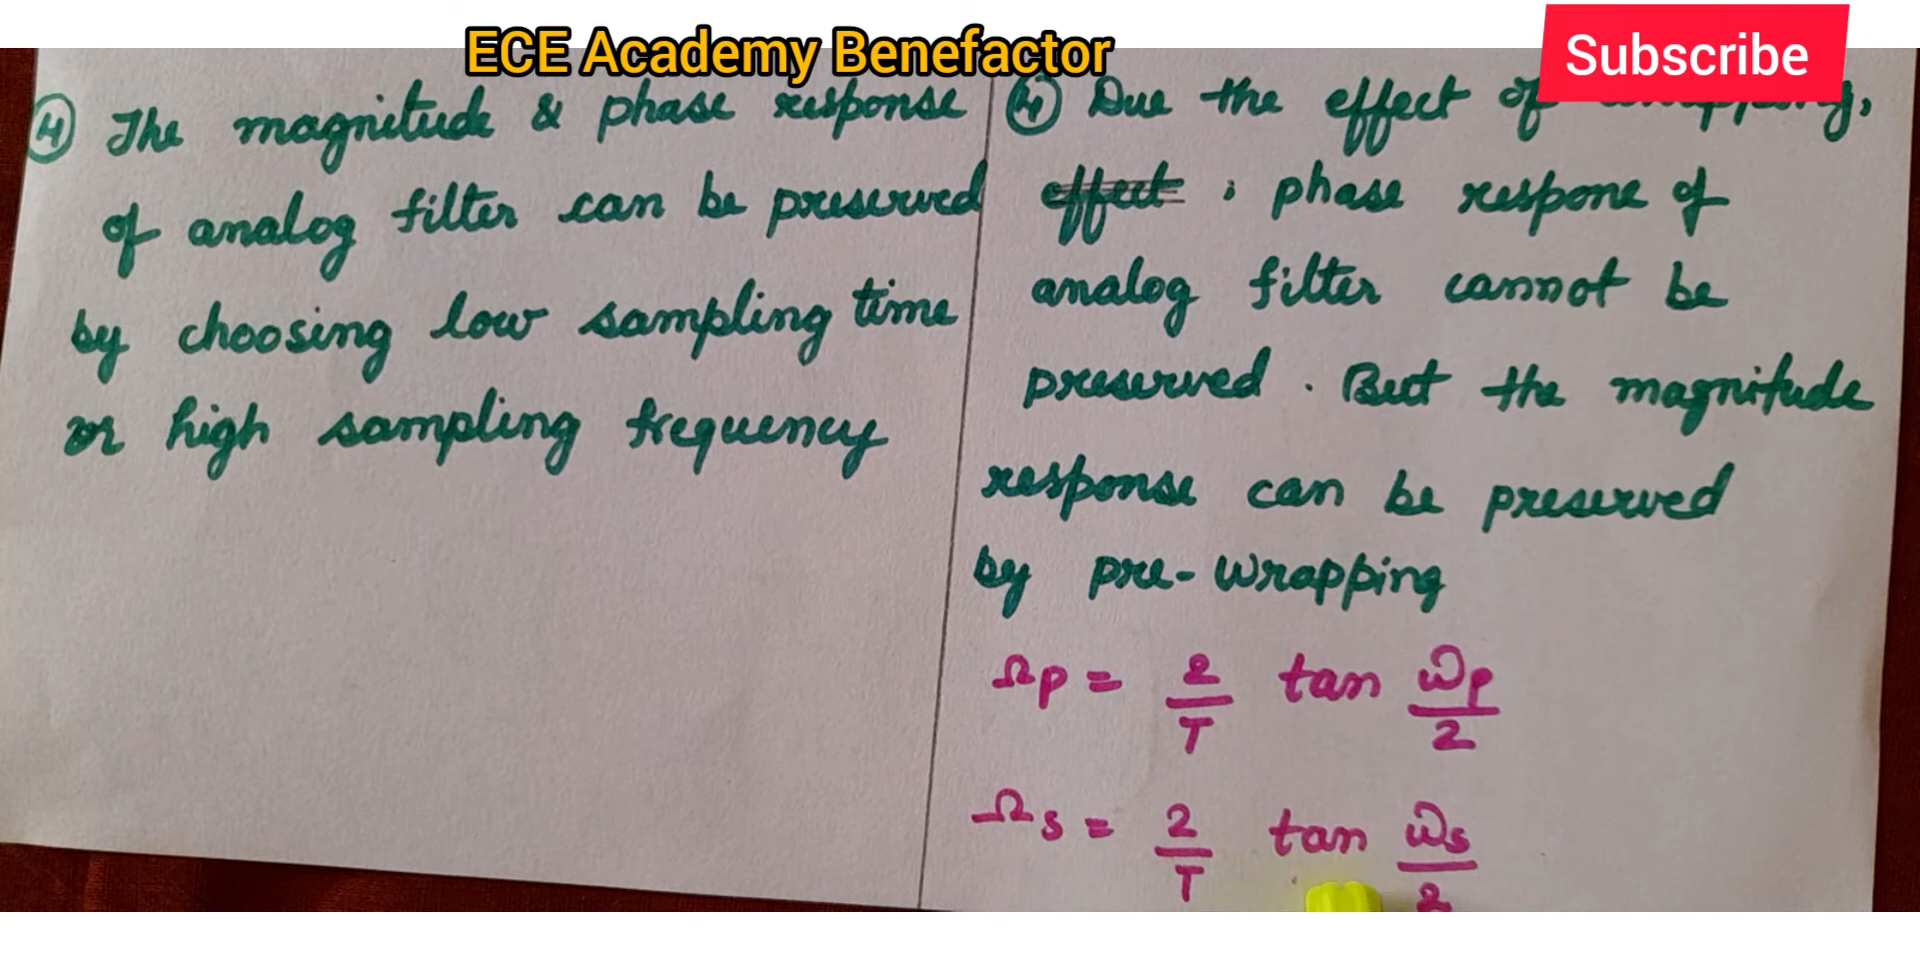 ECE Academy Benefactor
Subscribe
④ The magnitude & phase response
of analog filter can be preserved
by choosing low sampling time
or high sampling frequency
④ Due the effect of
effect ; phase respone of
analog filter cannot be
preserved . But the magnitude
response can be preserved
by pre-wrapping
Ωp = 2/T tan ωp/2
Ωs = 2/T tan ωs/2